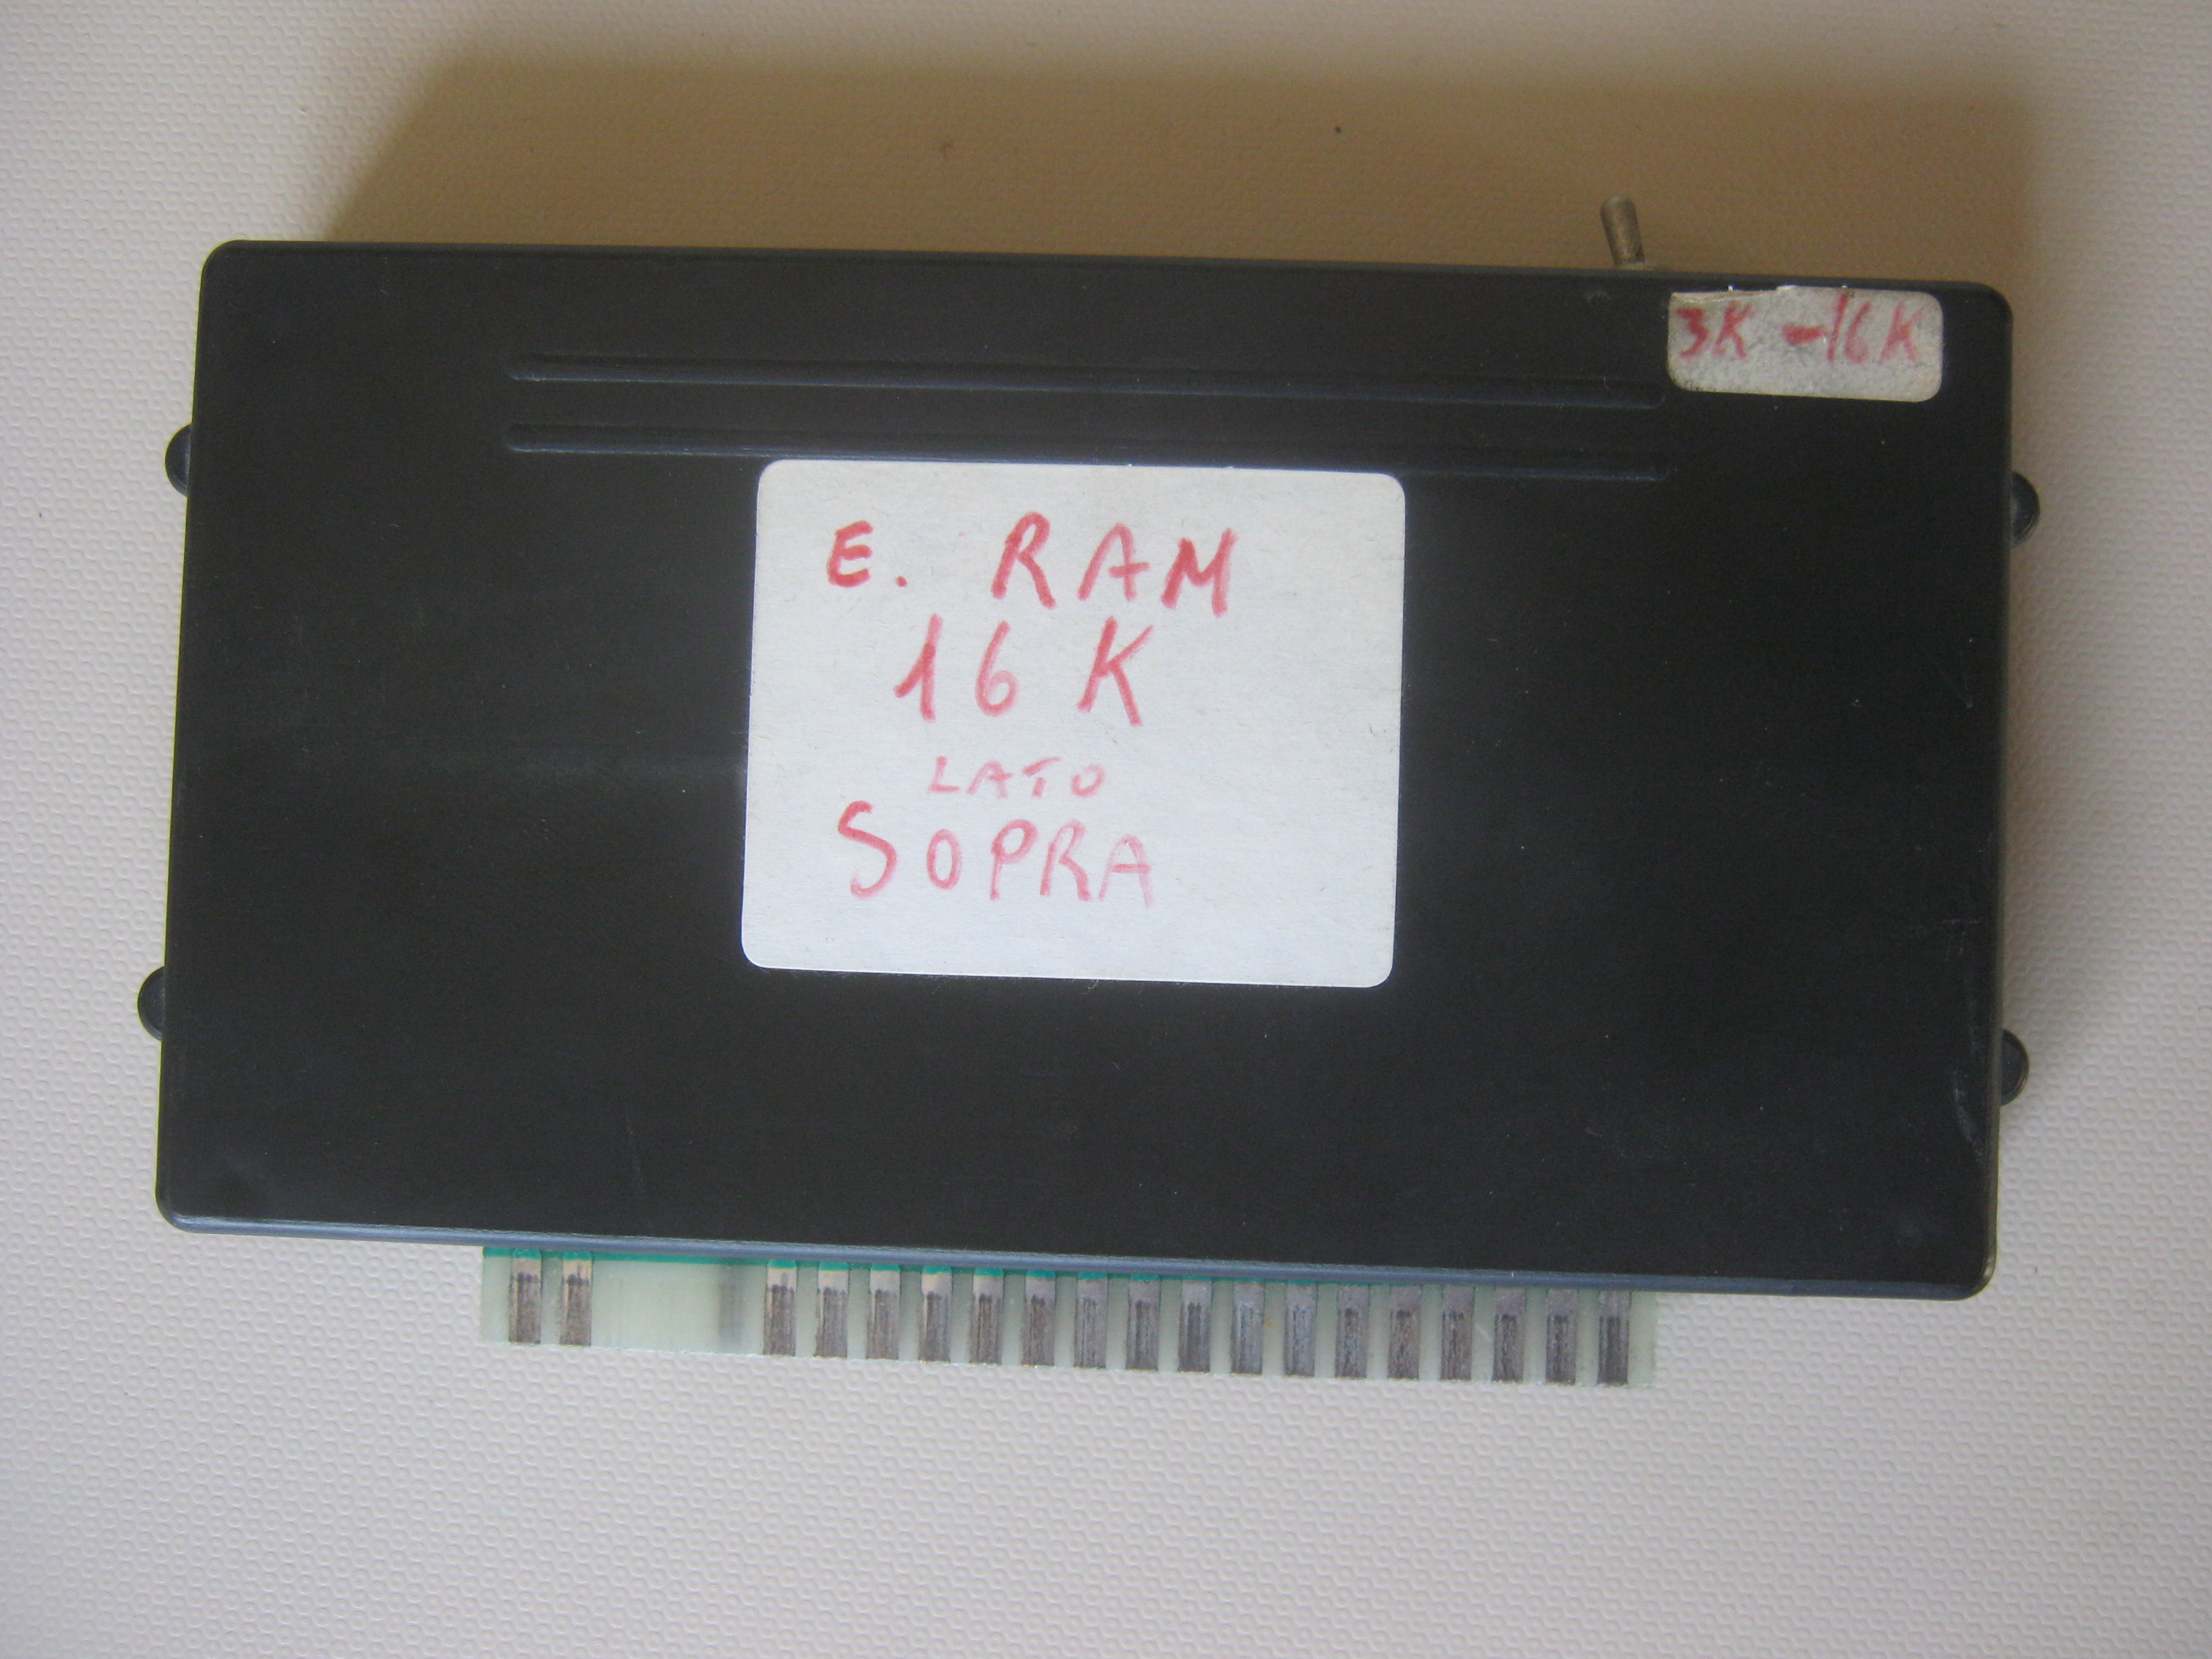 3K -16K
E. RAM
16 K
LATO
SOPRA